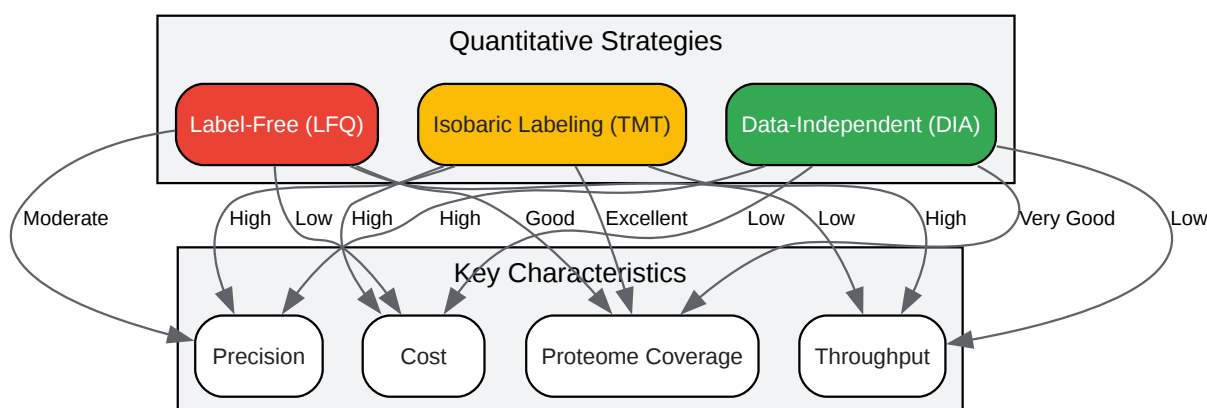 Quantitative Strategies
Label-Free (LFQ)
Isobaric Labeling (TMT)
Data-Independent (DIA)
Moderate
High
Low
High
High
Good
Excellent
Low
Low
High
Very Good
Low
Key Characteristics
Precision
Cost
Proteome Coverage
Throughput